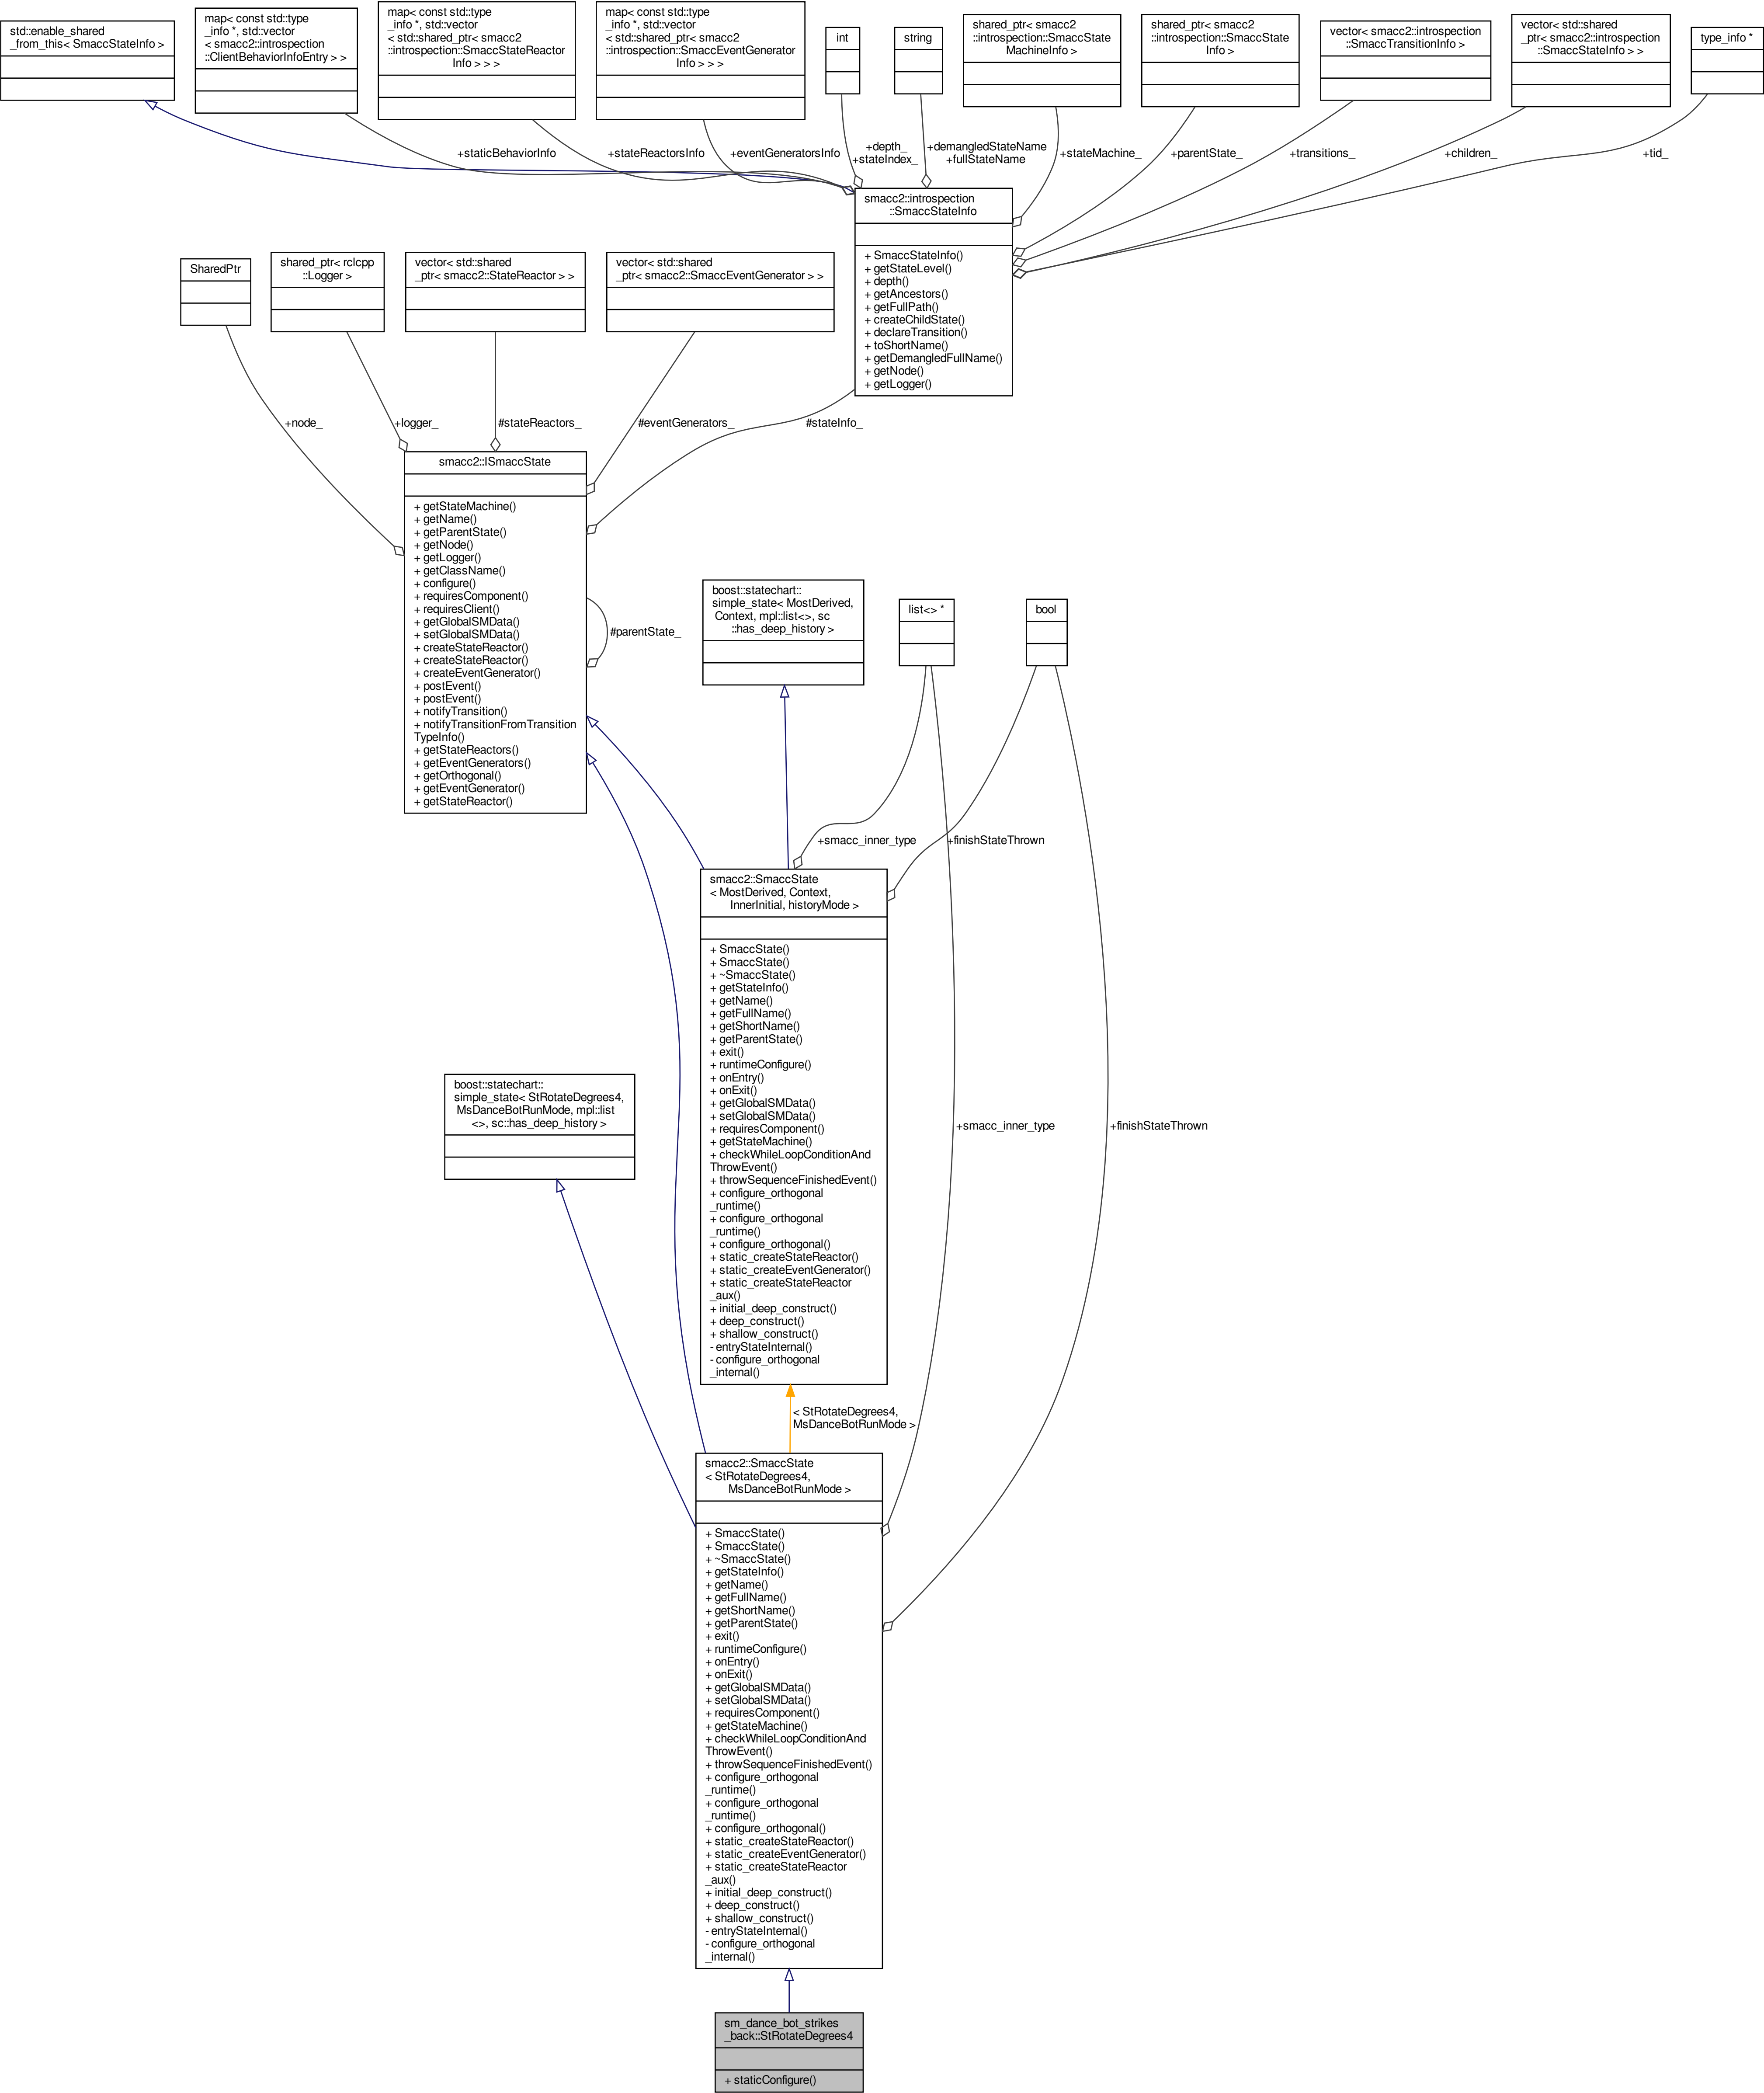 std::enable_shared
_from_this< SmaccStateInfo >
map< const std::type
_info *, std::vector
< smacc2::introspection
::ClientBehaviorInfoEntry > >
map< const std::type
_info *, std::vector
< std::shared_ptr< smacc2
::introspection::SmaccStateReactor
Info > > >
map< const std::type
_info *, std::vector
< std::shared_ptr< smacc2
::introspection::SmaccEventGenerator
Info > > >
int
string
shared_ptr< smacc2
::introspection::SmaccState
MachineInfo >
shared_ptr< smacc2
::introspection::SmaccState
Info >
vector< smacc2::introspection
::SmaccTransitionInfo >
vector< std::shared
_ptr< smacc2::introspection
::SmaccStateInfo > >
type_info *
+staticBehaviorInfo
+stateReactorsInfo
+eventGeneratorsInfo
+depth_
+stateIndex_
+demangledStateName
+fullStateName
+stateMachine_
+parentState_
+transitions_
+children_
+tid_
smacc2::introspection
::SmaccStateInfo
+ SmaccStateInfo()
+ getStateLevel()
+ depth()
+ getAncestors()
+ getFullPath()
+ createChildState()
+ declareTransition()
+ toShortName()
+ getDemangledFullName()
+ getNode()
+ getLogger()
SharedPtr
shared_ptr< rclcpp
::Logger >
vector< std::shared
_ptr< smacc2::StateReactor > >
vector< std::shared
_ptr< smacc2::SmaccEventGenerator > >
+node_
+logger_
#stateReactors_
#eventGenerators_
#stateInfo_
smacc2::ISmaccState
+ getStateMachine()
+ getName()
+ getParentState()
+ getNode()
+ getLogger()
+ getClassName()
+ configure()
+ requiresComponent()
+ requiresClient()
+ getGlobalSMData()
+ setGlobalSMData()
+ createStateReactor()
+ createStateReactor()
+ createEventGenerator()
+ postEvent()
+ postEvent()
+ notifyTransition()
+ notifyTransitionFromTransition
TypeInfo()
+ getStateReactors()
+ getEventGenerators()
+ getOrthogonal()
+ getEventGenerator()
+ getStateReactor()
#parentState_
boost::statechart::
simple_state< MostDerived,
Context, mpl::list<>, sc
::has_deep_history >
list<> *
bool
+smacc_inner_type
+finishStateThrown
smacc2::SmaccState
< MostDerived, Context,
InnerInitial, historyMode >
+ SmaccState()
+ SmaccState()
+ ~SmaccState()
+ getStateInfo()
+ getName()
+ getFullName()
+ getShortName()
+ getParentState()
+ exit()
+ runtimeConfigure()
+ onEntry()
+ onExit()
+ getGlobalSMData()
+ setGlobalSMData()
+ requiresComponent()
+ getStateMachine()
+ checkWhileLoopConditionAnd
ThrowEvent()
+ throwSequenceFinishedEvent()
+ configure_orthogonal
_runtime()
+ configure_orthogonal
_runtime()
+ configure_orthogonal()
+ static_createStateReactor()
+ static_createEventGenerator()
+ static_createStateReactor
_aux()
+ initial_deep_construct()
+ deep_construct()
+ shallow_construct()
- entryStateInternal()
- configure_orthogonal
_internal()
boost::statechart::
simple_state< StRotateDegrees4,
MsDanceBotRunMode, mpl::list
<>, sc::has_deep_history >
+smacc_inner_type
+finishStateThrown
< StRotateDegrees4,
MsDanceBotRunMode >
smacc2::SmaccState
< StRotateDegrees4,
MsDanceBotRunMode >
+ SmaccState()
+ SmaccState()
+ ~SmaccState()
+ getStateInfo()
+ getName()
+ getFullName()
+ getShortName()
+ getParentState()
+ exit()
+ runtimeConfigure()
+ onEntry()
+ onExit()
+ getGlobalSMData()
+ setGlobalSMData()
+ requiresComponent()
+ getStateMachine()
+ checkWhileLoopConditionAnd
ThrowEvent()
+ throwSequenceFinishedEvent()
+ configure_orthogonal
_runtime()
+ configure_orthogonal
_runtime()
+ configure_orthogonal()
+ static_createStateReactor()
+ static_createEventGenerator()
+ static_createStateReactor
_aux()
+ initial_deep_construct()
+ deep_construct()
+ shallow_construct()
- entryStateInternal()
- configure_orthogonal
_internal()
sm_dance_bot_strikes
_back::StRotateDegrees4
+ staticConfigure()